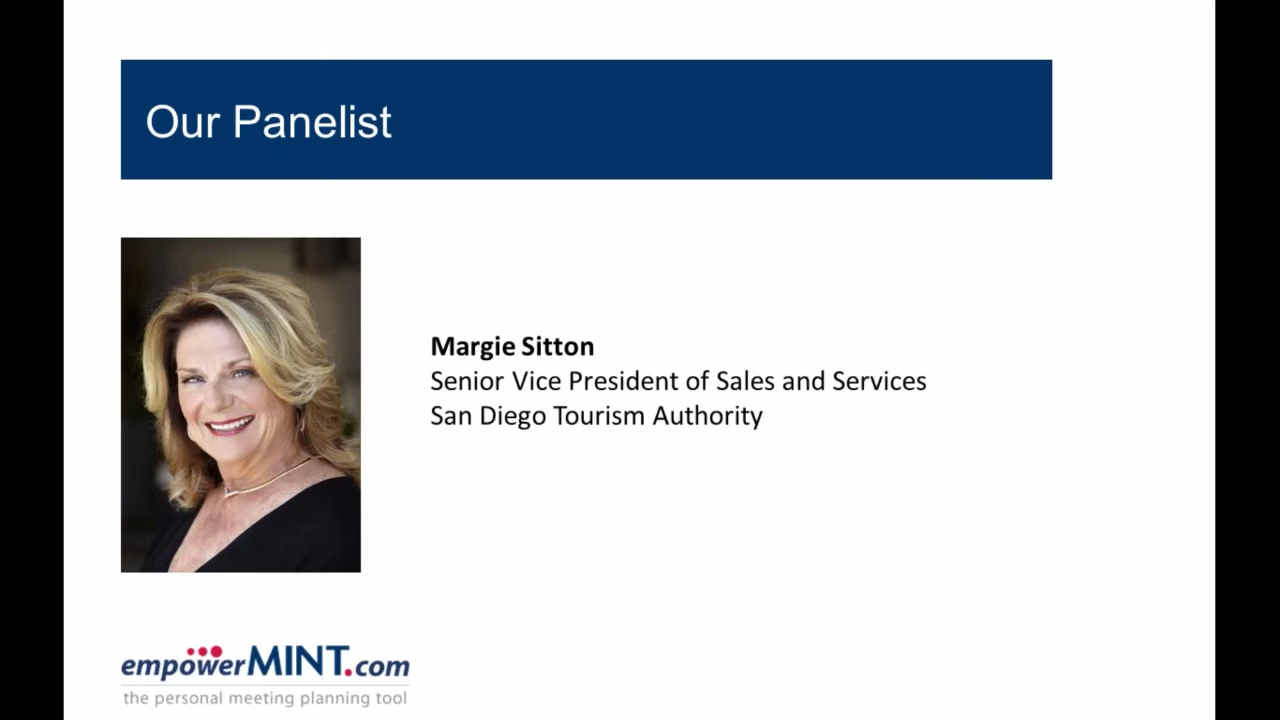 Our Panelist
Margie Sitton
Senior Vice President of Sales and Services
San Diego Tourism Authority
empowerMINT.com
the personal meeting planning tool